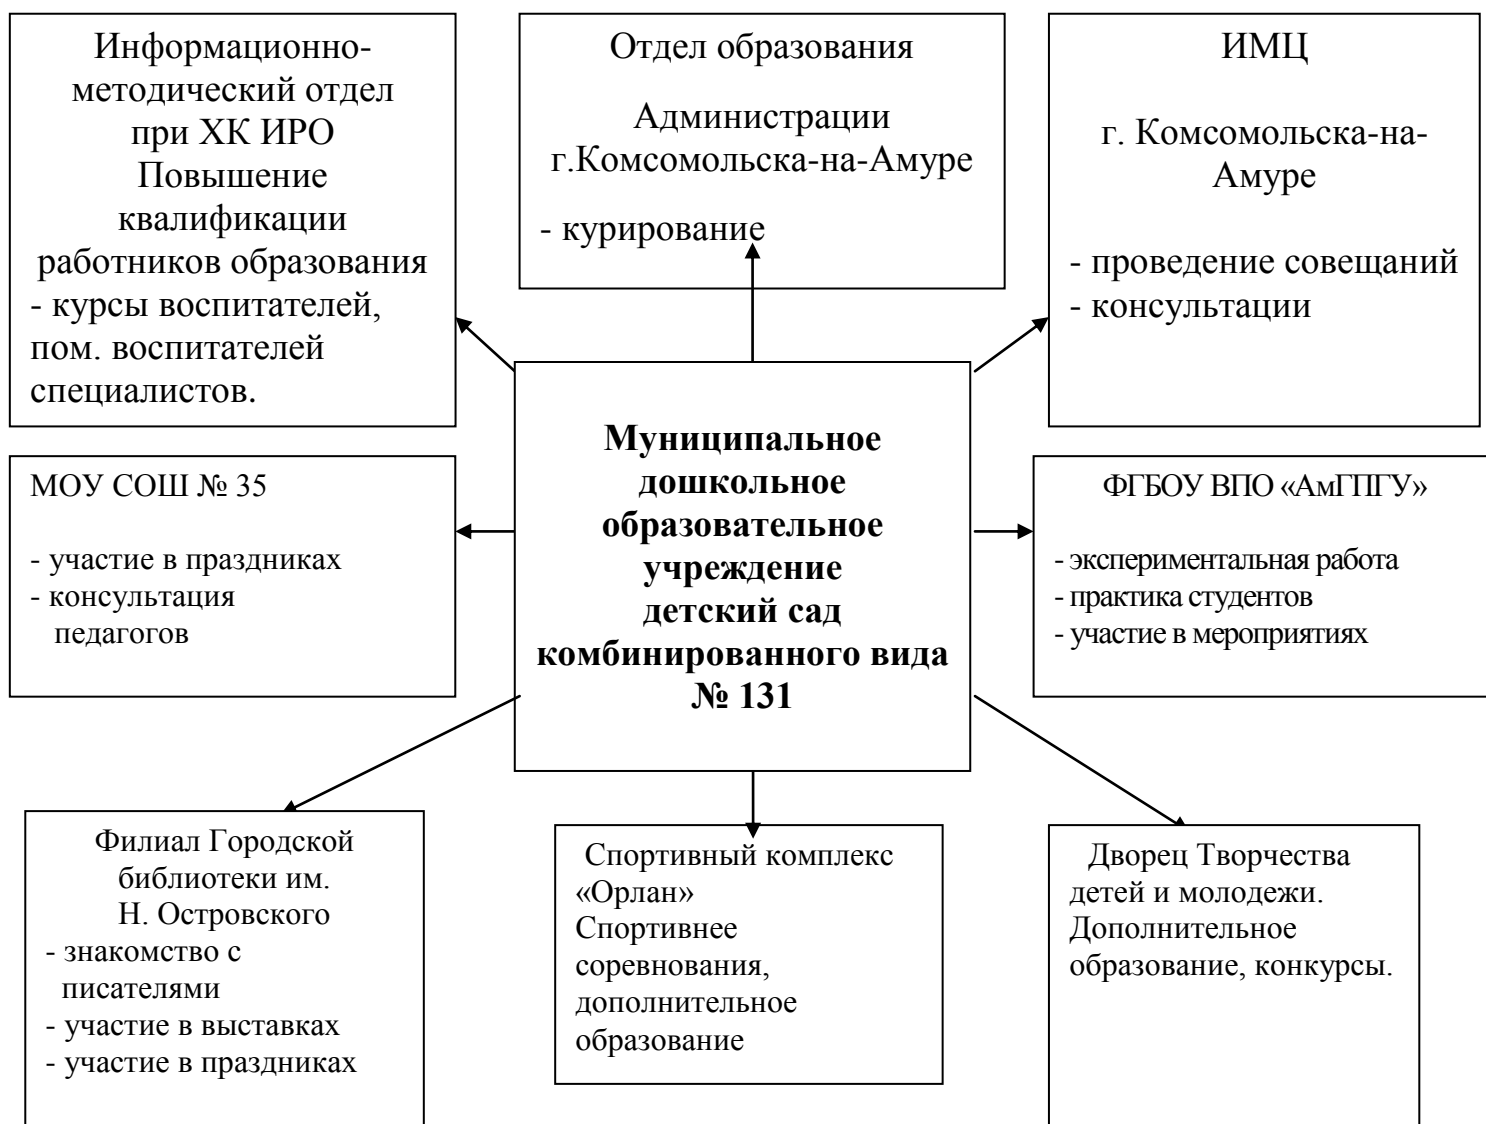 Информационно-
методический отдел
при ХК ИРО
Повышение
квалификации
работников образования
- курсы воспитателей,
пом. воспитателей
специалистов.
Отдел образования
Администрации
г.Комсомольска-на-Амуре
- курирование
ИМЦ
г. Комсомольска-на-
Амуре
- проведение совещаний
- консультации
МОУ СОШ № 35
- участие в праздниках
- консультация
педагогов
Муниципальное
дошкольное
образовательное
учреждение
детский сад
комбинированного вида
№ 131
ФГБОУ ВПО «АмГПГУ»
- экспериментальная работа
- практика студентов
- участие в мероприятиях
Филиал Городской
библиотеки им.
Н. Островского
- знакомство с
писателями
- участие в выставках
- участие в праздниках
Спортивный комплекс
«Орлан»
Спортивнее
соревнования,
дополнительное
образование
Дворец Творчества
детей и молодежи.
Дополнительное
образование, конкурсы.